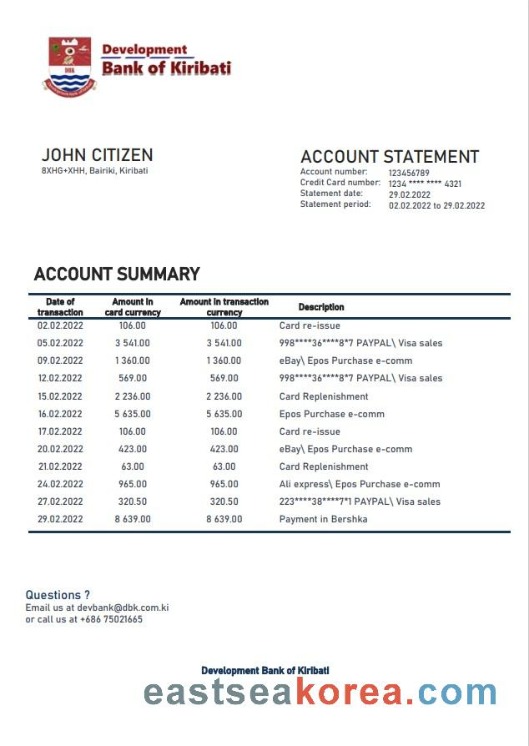 Development
Bank of Kiribati
DBK
JOHN CITIZEN
8XHG+XHH, Bairiki, Kiribati
ACCOUNT STATEMENT
Account number: 123456789
Credit Card number: 1234 **** **** 4321
Statement date: 29.02.2022
Statement period: 02.02.2022 to 29.02.2022
ACCOUNT SUMMARY
Date of transaction Amount in card currency Amount in transaction currency Description
02.02.2022 106.00 106.00 Card re-issue
05.02.2022 3 541.00 3 541.00 998****36****8*7 PAYPAL\ Visa sales
09.02.2022 1 360.00 1 360.00 eBay\ Epos Purchase e-comm
12.02.2022 569.00 569.00 998****36****8*7 PAYPAL\ Visa sales
15.02.2022 2 236.00 2 236.00 Card Replenishment
16.02.2022 5 635.00 5 635.00 Epos Purchase e-comm
17.02.2022 106.00 106.00 Card re-issue
20.02.2022 423.00 423.00 eBay\ Epos Purchase e-comm
21.02.2022 63.00 63.00 Card Replenishment
24.02.2022 965.00 965.00 Ali express\ Epos Purchase e-comm
27.02.2022 320.50 320.50 223****38****7*1 PAYPAL\ Visa sales
29.02.2022 8 639.00 8 639.00 Payment in Bershka
Questions ?
Email us at devbank@dbk.com.ki
or call us at +686 75021665
Development Bank of Kiribati
eastseakorea.com